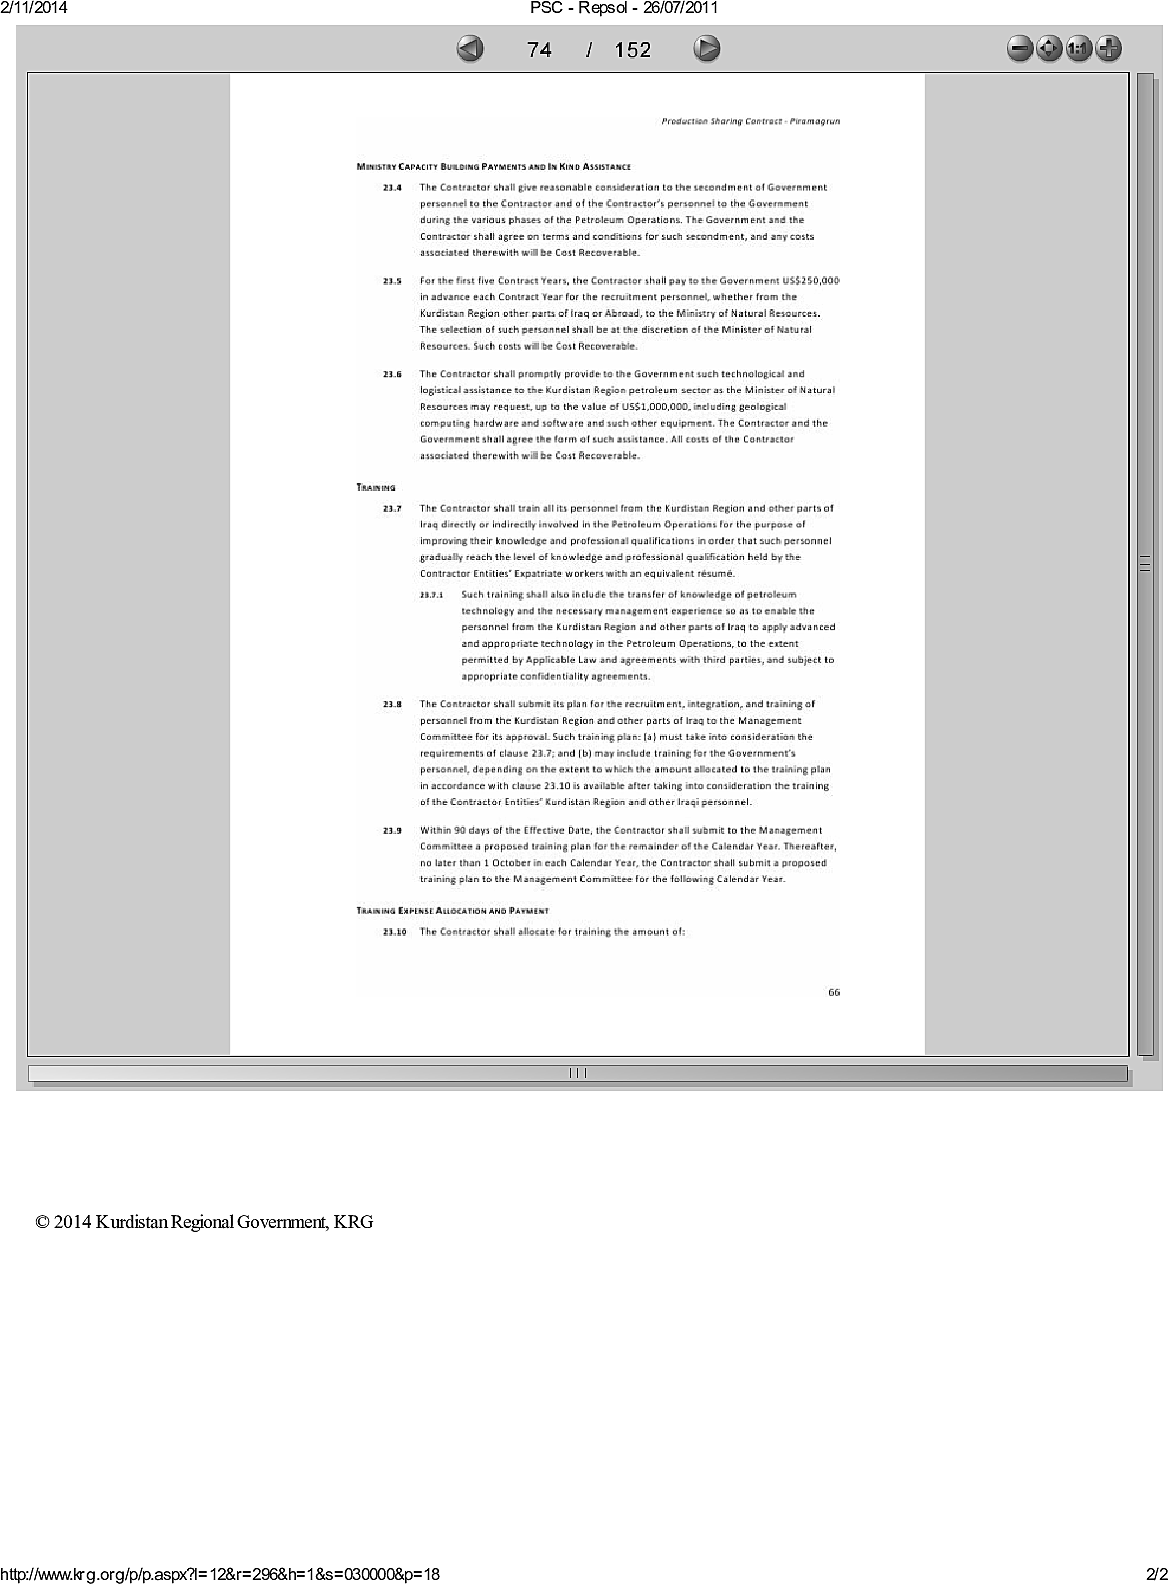 2/11/2014
PSC - Repsol - 26/07/2011
74 / 152
1:1
Production Sharing Contract - Piramagrun
MINISTRY CAPACITY BUILDING PAYMENTS AND IN KIND ASSISTANCE
23.4 The Contractor shall give reasonable consideration to the secondment of Government
personnel to the Contractor and of the Contractor's personnel to the Government
during the various phases of the Petroleum Operations. The Government and the
Contractor shall agree on terms and conditions for such secondment, and any costs
associated therewith will be Cost Recoverable.
23.5 For the first five Contract Years, the Contractor shall pay to the Government US$250,000
in advance each Contract Year for the recruitment personnel, whether from the
Kurdistan Region other parts of Iraq or Abroad, to the Ministry of Natural Resources.
The selection of such personnel shall be at the discretion of the Minister of Natural
Resources. Such costs will be Cost Recoverable.
23.6 The Contractor shall promptly provide to the Government such technological and
logistical assistance to the Kurdistan Region petroleum sector as the Minister of Natural
Resources may request, up to the value of US$1,000,000, including geological
computing hardware and software and such other equipment. The Contractor and the
Government shall agree the form of such assistance. All costs of the Contractor
associated therewith will be Cost Recoverable.
TRAINING
23.7 The Contractor shall train all its personnel from the Kurdistan Region and other parts of
Iraq directly or indirectly involved in the Petroleum Operations for the purpose of
improving their knowledge and professional qualifications in order that such personnel
gradually reach the level of knowledge and professional qualification held by the
Contractor Entities' Expatriate workers with an equivalent résumé.
23.7.1 Such training shall also include the transfer of knowledge of petroleum
technology and the necessary management experience so as to enable the
personnel from the Kurdistan Region and other parts of Iraq to apply advanced
and appropriate technology in the Petroleum Operations, to the extent
permitted by Applicable Law and agreements with third parties, and subject to
appropriate confidentiality agreements.
23.8 The Contractor shall submit its plan for the recruitment, integration, and training of
personnel from the Kurdistan Region and other parts of Iraq to the Management
Committee for its approval. Such training plan: (a) must take into consideration the
requirements of clause 23.7; and (b) may include training for the Government's
personnel, depending on the extent to which the amount allocated to the training plan
in accordance with clause 23.10 is available after taking into consideration the training
of the Contractor Entities' Kurdistan Region and other Iraqi personnel.
23.9 Within 90 days of the Effective Date, the Contractor shall submit to the Management
Committee a proposed training plan for the remainder of the Calendar Year. Thereafter,
no later than 1 October in each Calendar Year, the Contractor shall submit a proposed
training plan to the Management Committee for the following Calendar Year.
TRAINING EXPENSE ALLOCATION AND PAYMENT
23.10 The Contractor shall allocate for training the amount of:
66
© 2014 Kurdistan Regional Government, KRG
http://www.krg.org/p/p.aspx?l=12&r=296&h=1&s=030000&p=18
2/2